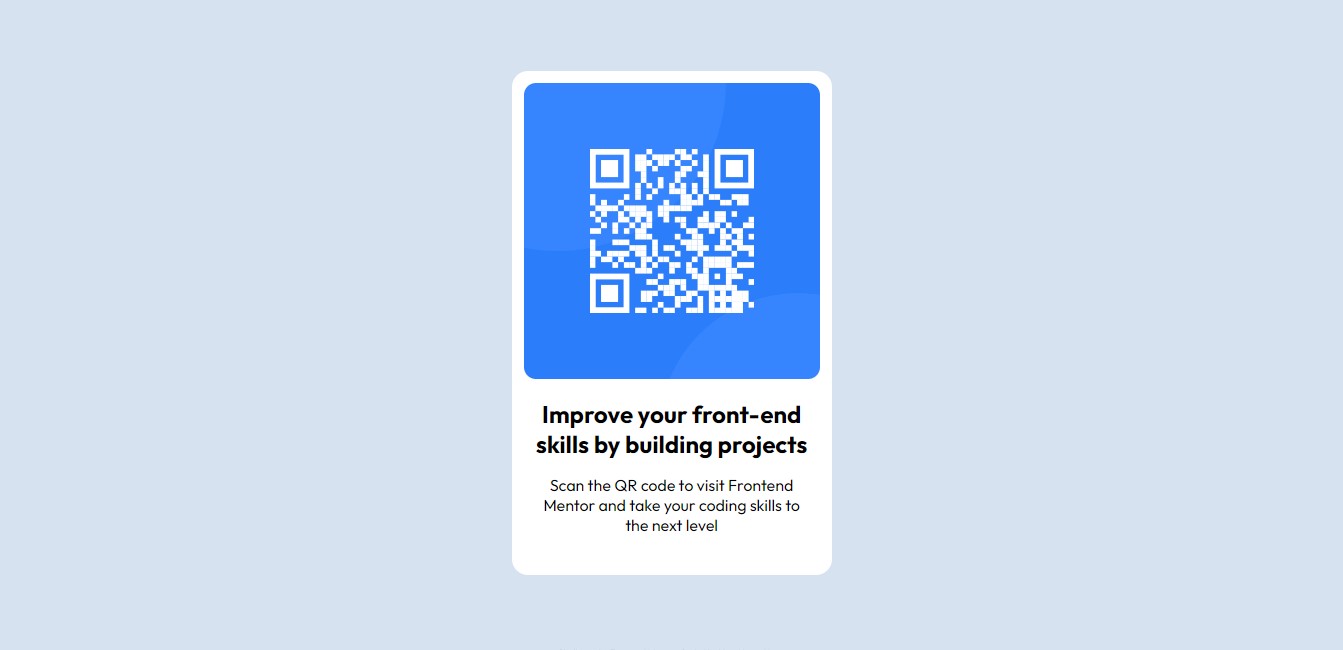 Improve your front-end
skills by building projects
Scan the QR code to visit Frontend
Mentor and take your coding skills to
the next level